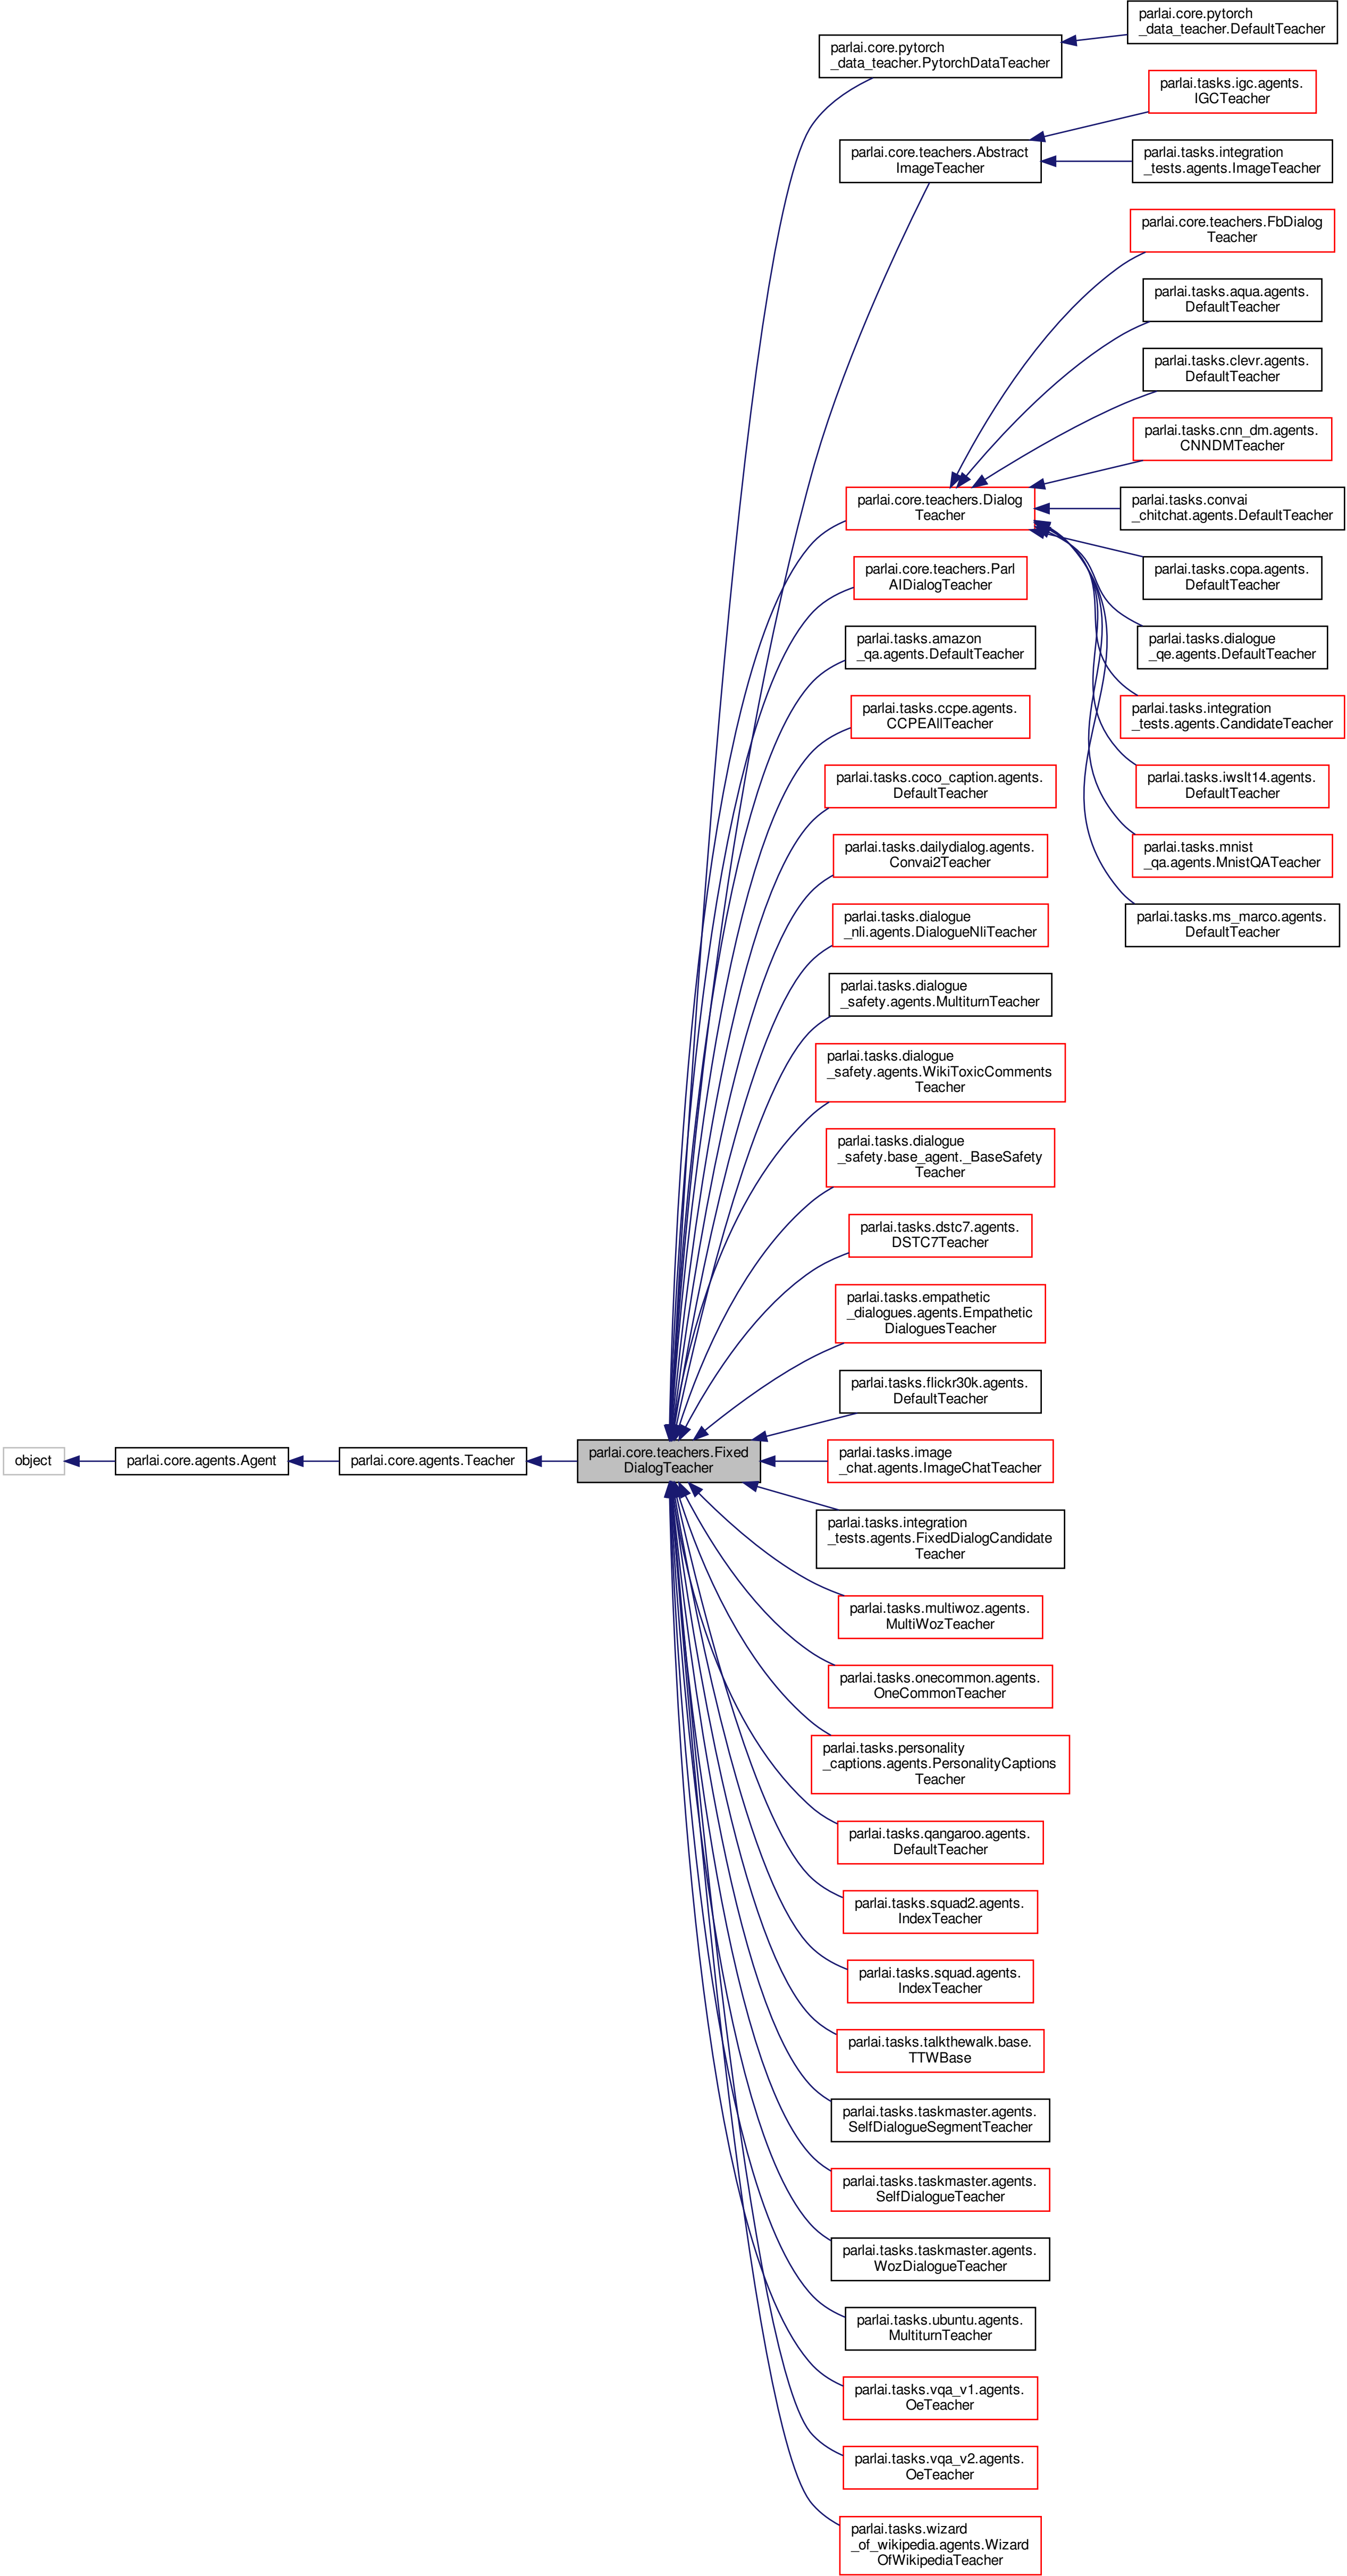 object
parlai.core.agents.Agent
parlai.core.agents.Teacher
parlai.core.teachers.Fixed
DialogTeacher
parlai.core.pytorch
_data_teacher.PytorchDataTeacher
parlai.core.pytorch
_data_teacher.DefaultTeacher
parlai.core.teachers.Abstract
ImageTeacher
parlai.tasks.igc.agents.
IGCTeacher
parlai.tasks.integration
_tests.agents.ImageTeacher
parlai.core.teachers.Dialog
Teacher
parlai.core.teachers.FbDialog
Teacher
parlai.tasks.aqua.agents.
DefaultTeacher
parlai.tasks.clevr.agents.
DefaultTeacher
parlai.tasks.cnn_dm.agents.
CNNDMTeacher
parlai.tasks.convai
_chitchat.agents.DefaultTeacher
parlai.tasks.copa.agents.
DefaultTeacher
parlai.tasks.dialogue
_qe.agents.DefaultTeacher
parlai.tasks.integration
_tests.agents.CandidateTeacher
parlai.tasks.iwslt14.agents.
DefaultTeacher
parlai.tasks.mnist
_qa.agents.MnistQATeacher
parlai.tasks.ms_marco.agents.
DefaultTeacher
parlai.core.teachers.Parl
AIDialogTeacher
parlai.tasks.amazon
_qa.agents.DefaultTeacher
parlai.tasks.ccpe.agents.
CCPEAllTeacher
parlai.tasks.coco_caption.agents.
DefaultTeacher
parlai.tasks.dailydialog.agents.
Convai2Teacher
parlai.tasks.dialogue
_nli.agents.DialogueNliTeacher
parlai.tasks.dialogue
_safety.agents.MultiturnTeacher
parlai.tasks.dialogue
_safety.agents.WikiToxicComments
Teacher
parlai.tasks.dialogue
_safety.base_agent._BaseSafety
Teacher
parlai.tasks.dstc7.agents.
DSTC7Teacher
parlai.tasks.empathetic
_dialogues.agents.Empathetic
DialoguesTeacher
parlai.tasks.flickr30k.agents.
DefaultTeacher
parlai.tasks.image
_chat.agents.ImageChatTeacher
parlai.tasks.integration
_tests.agents.FixedDialogCandidate
Teacher
parlai.tasks.multiwoz.agents.
MultiWozTeacher
parlai.tasks.onecommon.agents.
OneCommonTeacher
parlai.tasks.personality
_captions.agents.PersonalityCaptions
Teacher
parlai.tasks.qangaroo.agents.
DefaultTeacher
parlai.tasks.squad2.agents.
IndexTeacher
parlai.tasks.squad.agents.
IndexTeacher
parlai.tasks.talkthewalk.base.
TTWBase
parlai.tasks.taskmaster.agents.
SelfDialogueSegmentTeacher
parlai.tasks.taskmaster.agents.
SelfDialogueTeacher
parlai.tasks.taskmaster.agents.
WozDialogueTeacher
parlai.tasks.ubuntu.agents.
MultiturnTeacher
parlai.tasks.vqa_v1.agents.
OeTeacher
parlai.tasks.vqa_v2.agents.
OeTeacher
parlai.tasks.wizard
_of_wikipedia.agents.Wizard
OfWikipediaTeacher